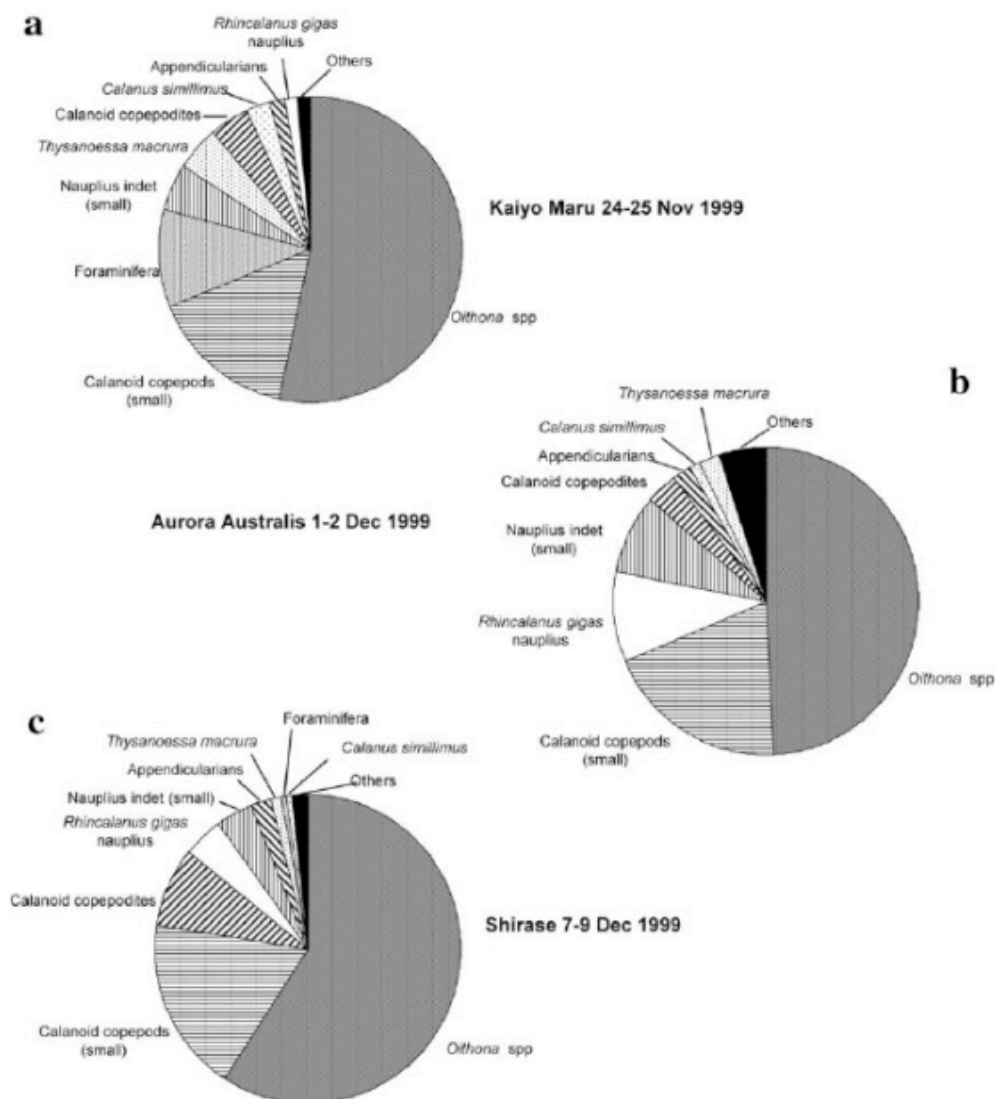 a
Rhincalanus gigas
nauplius
Others
Appendicularians
Calanus simillimus
Calanoid copepodites
Thysanoessa macrura
Nauplius indet
(small)
Foraminifera
Calanoid copepods
(small)
Oithona spp
Kaiyo Maru 24-25 Nov 1999
b
Thysanoessa macrura
Others
Calanus simillimus
Appendicularians
Calanoid copepodites
Nauplius indet
(small)
Rhincalanus gigas
nauplius
Calanoid copepods
(small)
Oithona spp
Aurora Australis 1-2 Dec 1999
c
Foraminifera
Thysanoessa macrura
Calanus simillimus
Appendicularians
Others
Nauplius indet (small)
Rhincalanus gigas
nauplius
Calanoid copepodites
Calanoid copepods
(small)
Oithona spp
Shirase 7-9 Dec 1999